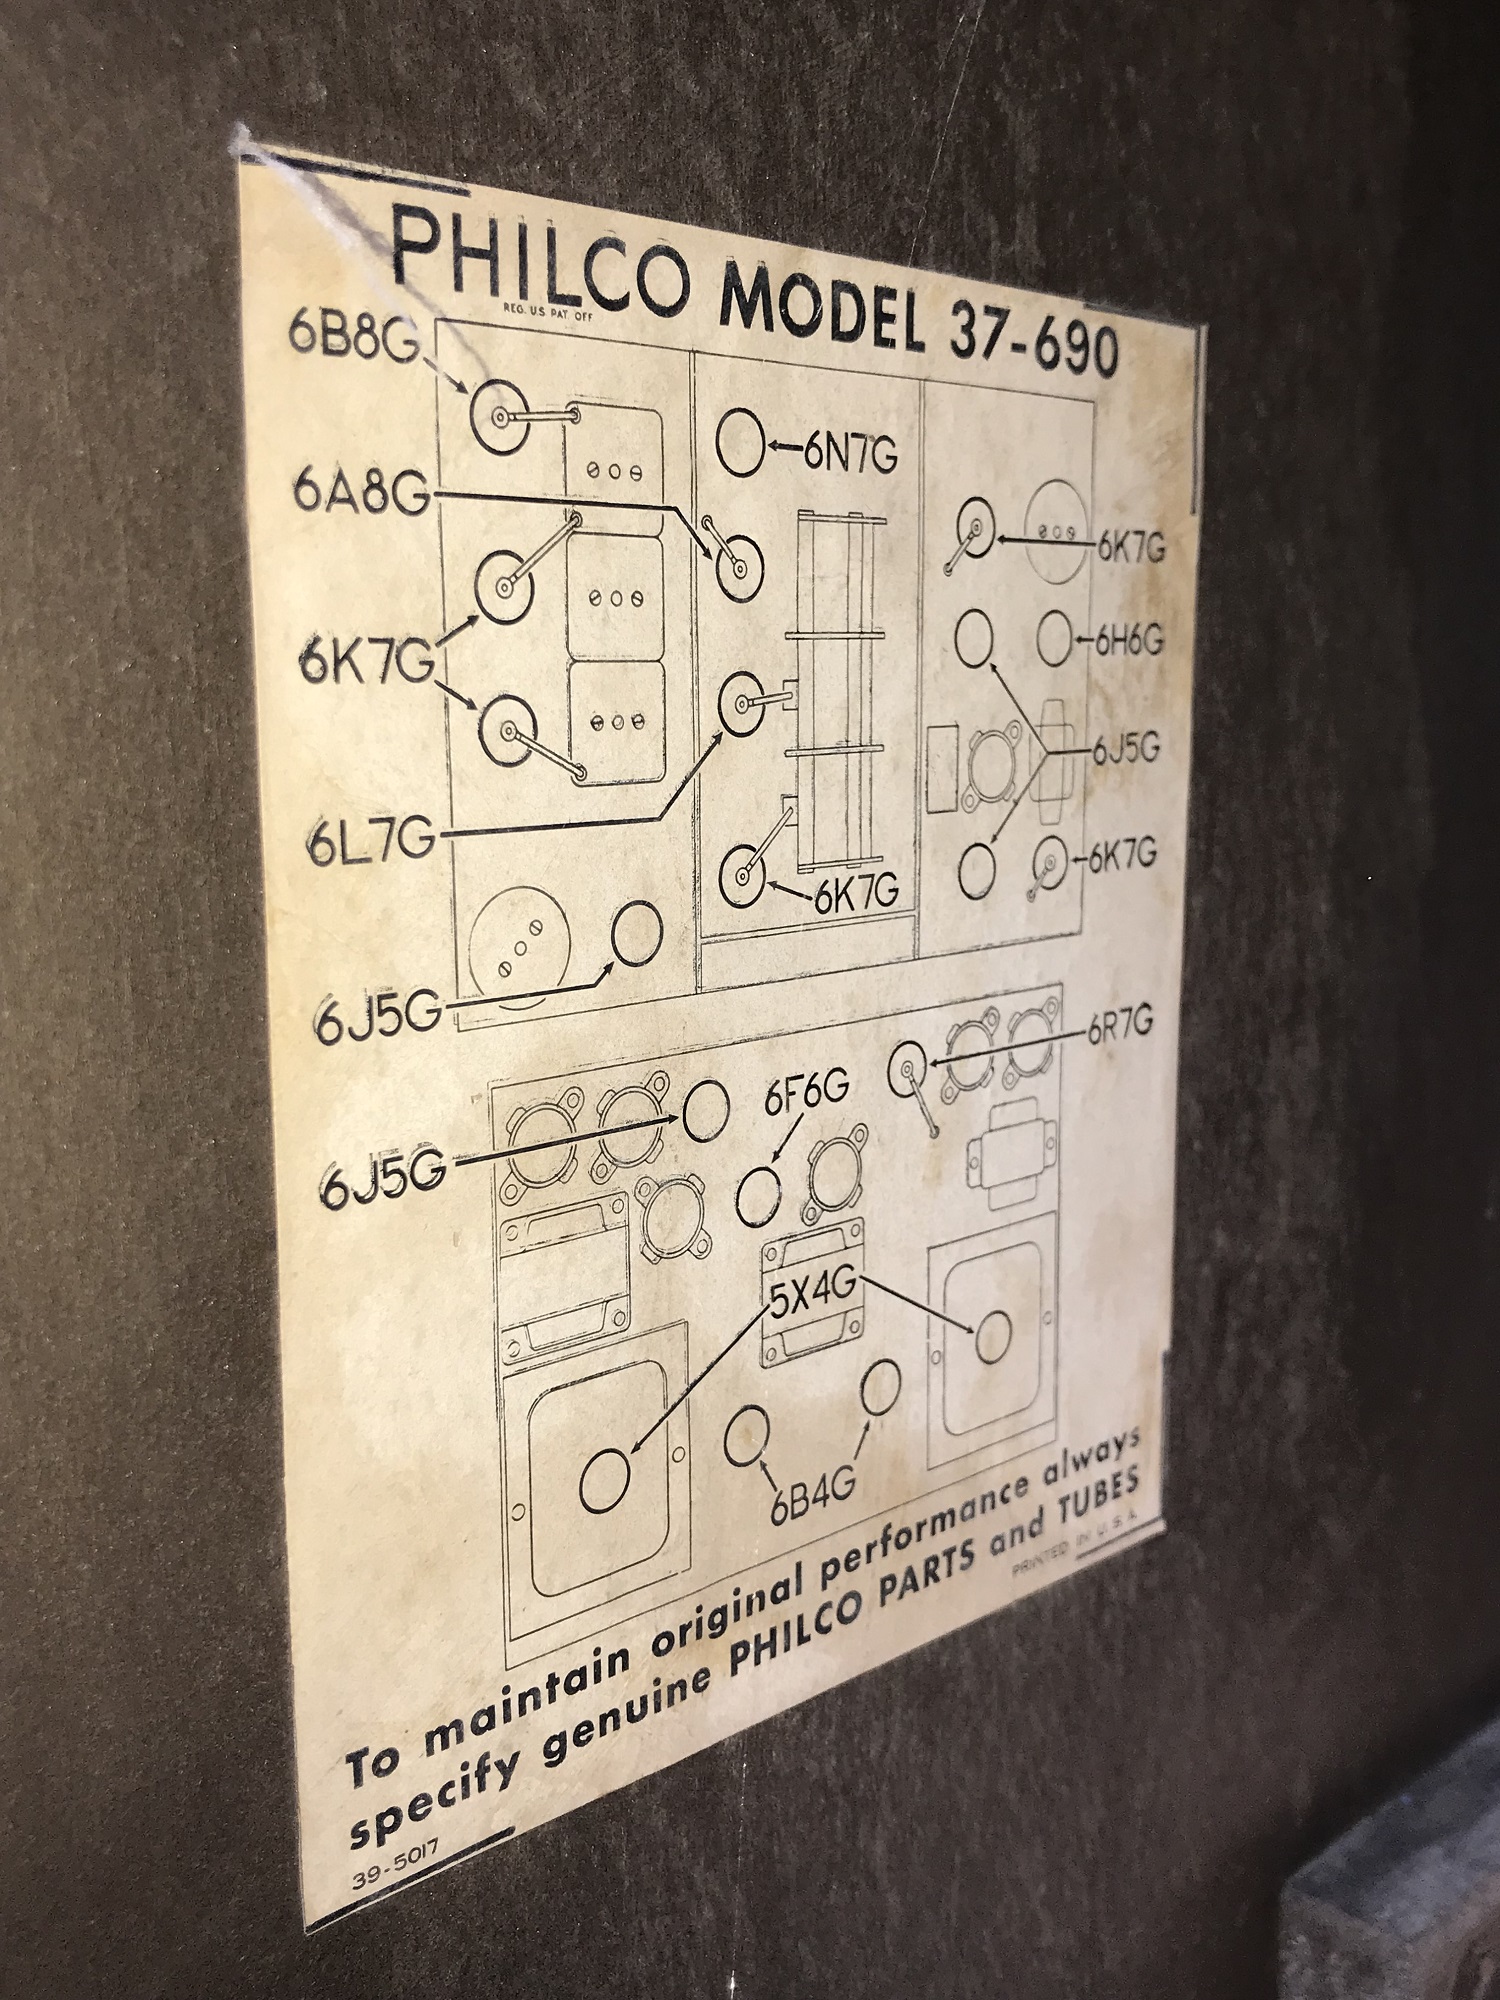 PHILCO MODEL 37-690
REG. U.S. PAT. OFF
6B8G
6N7G
6A8G
6K7G
6H6G
6K7G
6J5G
6L7G
6K7G
6K7G
6J5G
6R7G
6F6G
6J5G
5X4G
6B4G
To maintain original performance always
specify genuine PHILCO PARTS and TUBES
PRINTED IN U.S.A.
39-5017